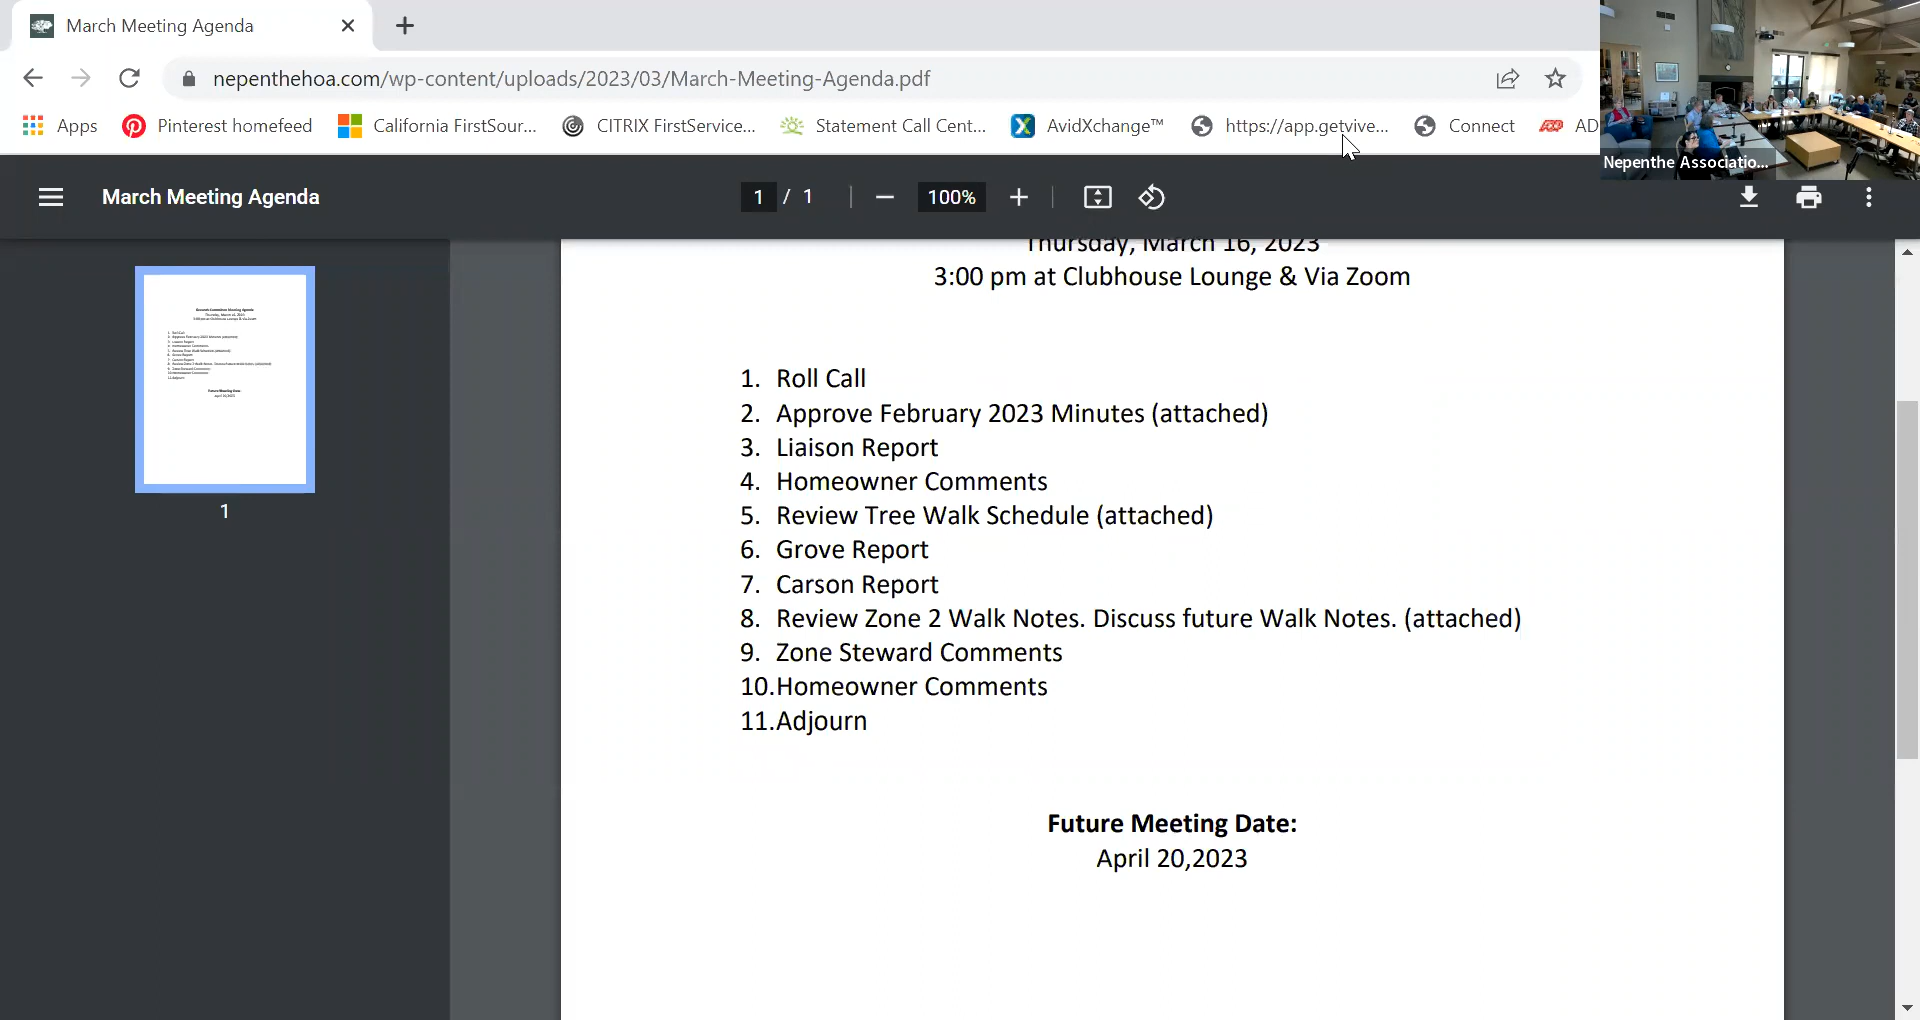 March Meeting Agenda
nepenthehoa.com/wp-content/uploads/2023/03/March-Meeting-Agenda.pdf
Apps Pinterest homefeed California FirstSour... CITRIX FirstService... Statement Call Cent... AvidXchange™ https://app.getvive... Connect ADP AD
Nepenthe Associatio...
March Meeting Agenda 1 / 1 100%
Thursday, March 16, 2023
3:00 pm at Clubhouse Lounge & Via Zoom
1. Roll Call
2. Approve February 2023 Minutes (attached)
3. Liaison Report
4. Homeowner Comments
5. Review Tree Walk Schedule (attached)
6. Grove Report
7. Carson Report
8. Review Zone 2 Walk Notes. Discuss future Walk Notes. (attached)
9. Zone Steward Comments
10.Homeowner Comments
11.Adjourn
Future Meeting Date:
April 20,2023
1